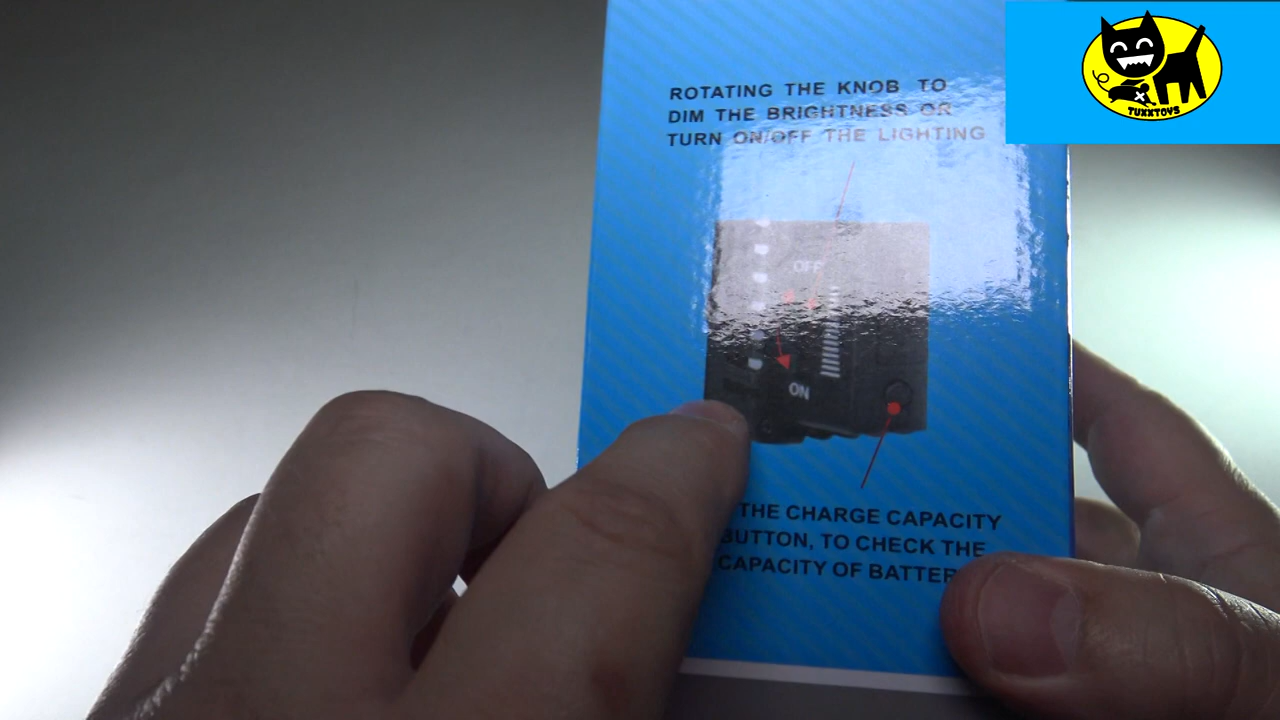 ROTATING THE KNOB TO
DIM THE BRIGHTNESS OR
TURN ON/OFF THE LIGHTING
OFF
ON
THE CHARGE CAPACITY
BUTTON, TO CHECK THE
CAPACITY OF BATTER
TUXXTOYS